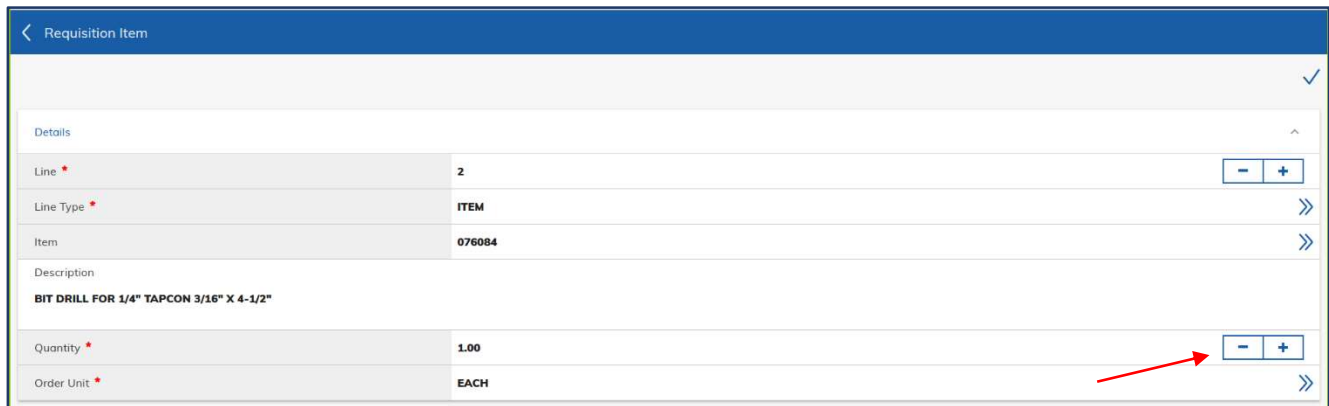 Requisition Item
Details
Line * 2 - +
Line Type * ITEM
Item 076084
Description
BIT DRILL FOR 1/4" TAPCON 3/16" X 4-1/2"
Quantity * 1.00 - +
Order Unit * EACH